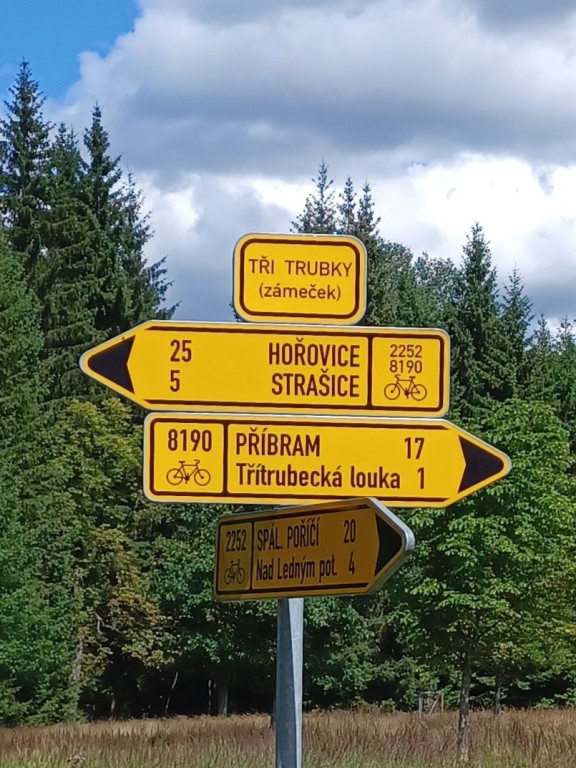 TŘI TRUBKY
(zámeček)
25 HOŘOVICE 2252
5 STRAŠICE 8190
8190 PŘÍBRAM 17
Třítrubecká louka 1
2252 SPÁL. POŘÍČÍ 20
Nad Ledným pot. 4